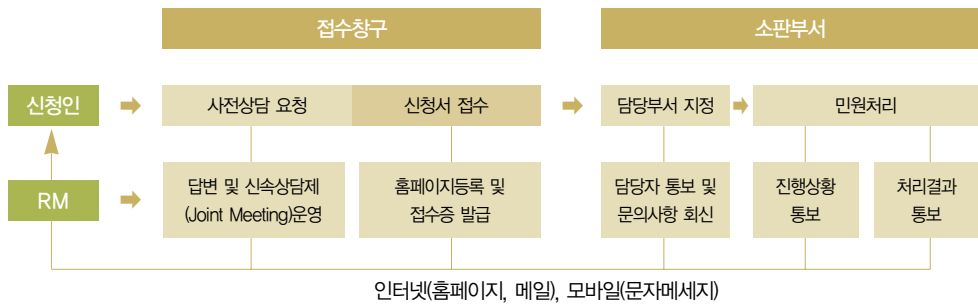 접수창구
소판부서
신청인
사전상담 요청
신청서 접수
담당부서 지정
민원처리
RM
답변 및 신속상담제
(Joint Meeting)운영
홈페이지등록 및
접수증 발급
담당자 통보 및
문의사항 회신
진행상황
통보
처리결과
통보
인터넷(홈페이지, 메일), 모바일(문자메세지)